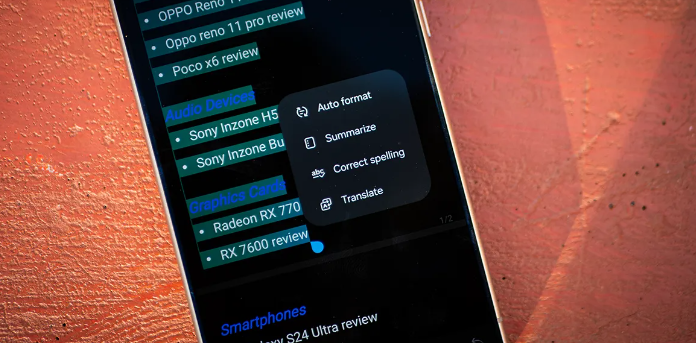 OPPO Reno 11
Oppo reno 11 pro review
Poco x6 review
Audio Devices
Sony Inzone H5
Sony Inzone Bu
Graphics Cards
Radeon RX 770
RX 7600 review
Auto format
Summarize
Correct spelling
Translate
1/2
Smartphones
axy S24 Ultra review